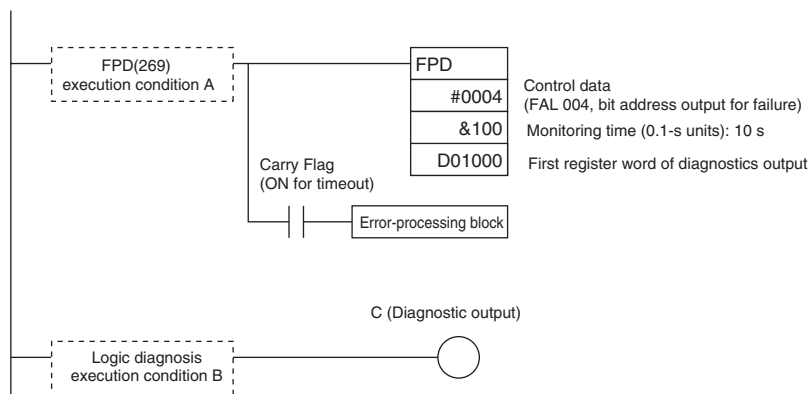 FPD(269)
execution condition A
FPD
#0004
&100
D01000
Control data
(FAL 004, bit address output for failure)
Monitoring time (0.1-s units): 10 s
First register word of diagnostics output
Carry Flag
(ON for timeout)
Error-processing block
C (Diagnostic output)
Logic diagnosis
execution condition B